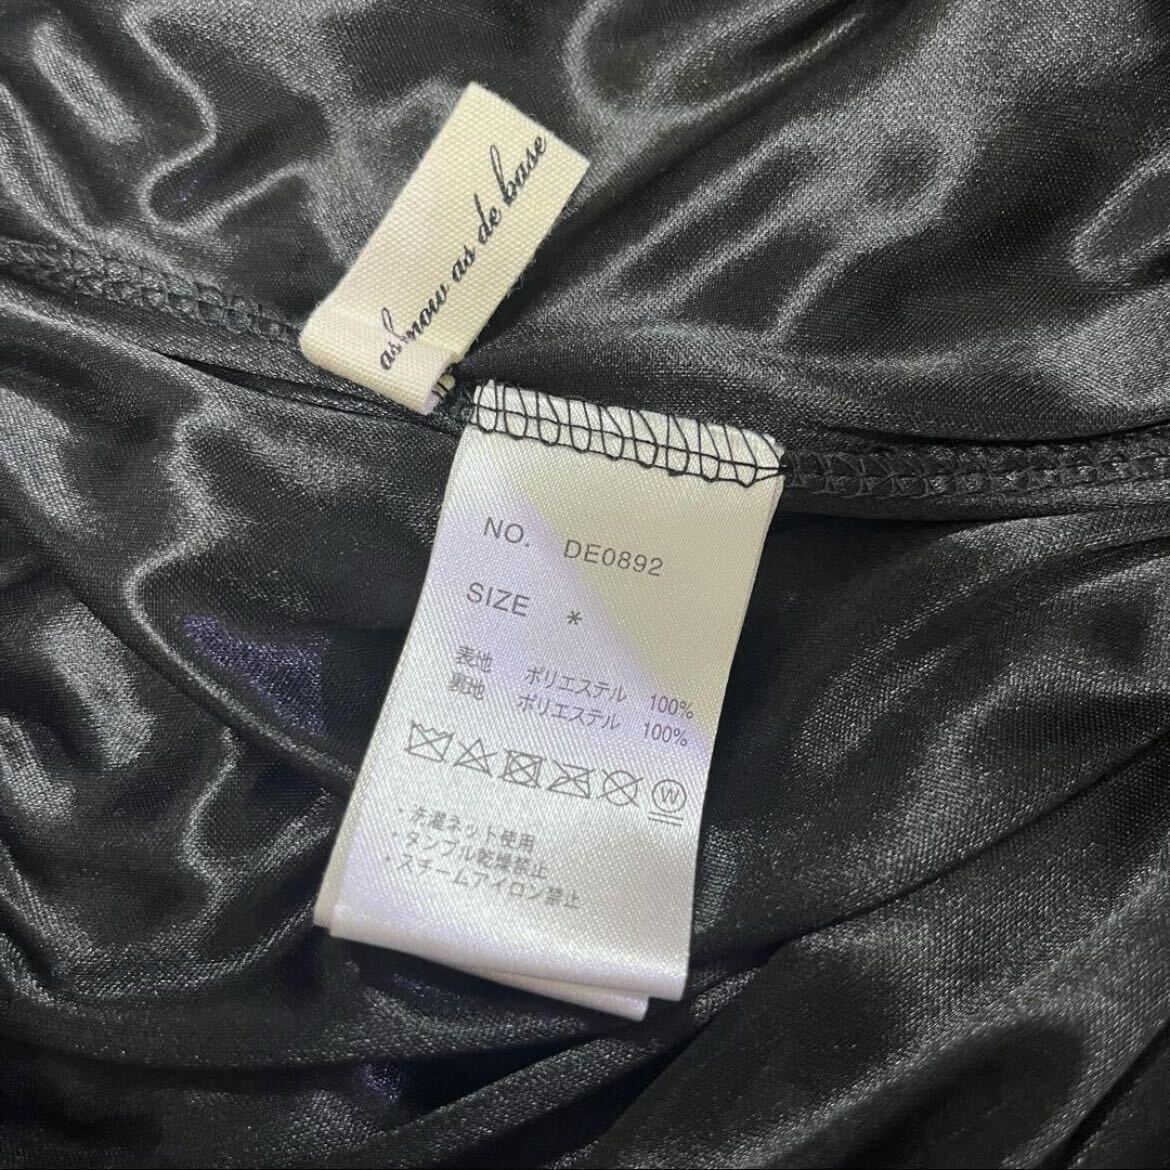 asknow as de base
NO. DE0892
SIZE *
表地 ポリエステル 100%
裏地 ポリエステル 100%
W
・洗濯ネット使用
・タンブル乾燥禁止
・スチームアイロン禁止